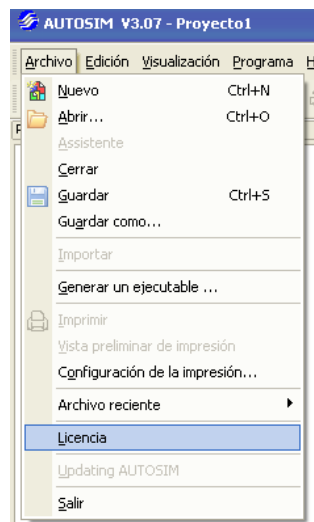 AUTOSIM V3.07 - Proyecto1
Archivo Edición Visualización Programa
Nuevo Ctrl+N
Abrir... Ctrl+O
Assistente
Cerrar
Guardar Ctrl+S
Guardar como...
Importar
Generar un ejecutable ...
Imprimir
Vista preliminar de impresión
Configuración de la impresión...
Archivo reciente
Licencia
Updating AUTOSIM
Salir